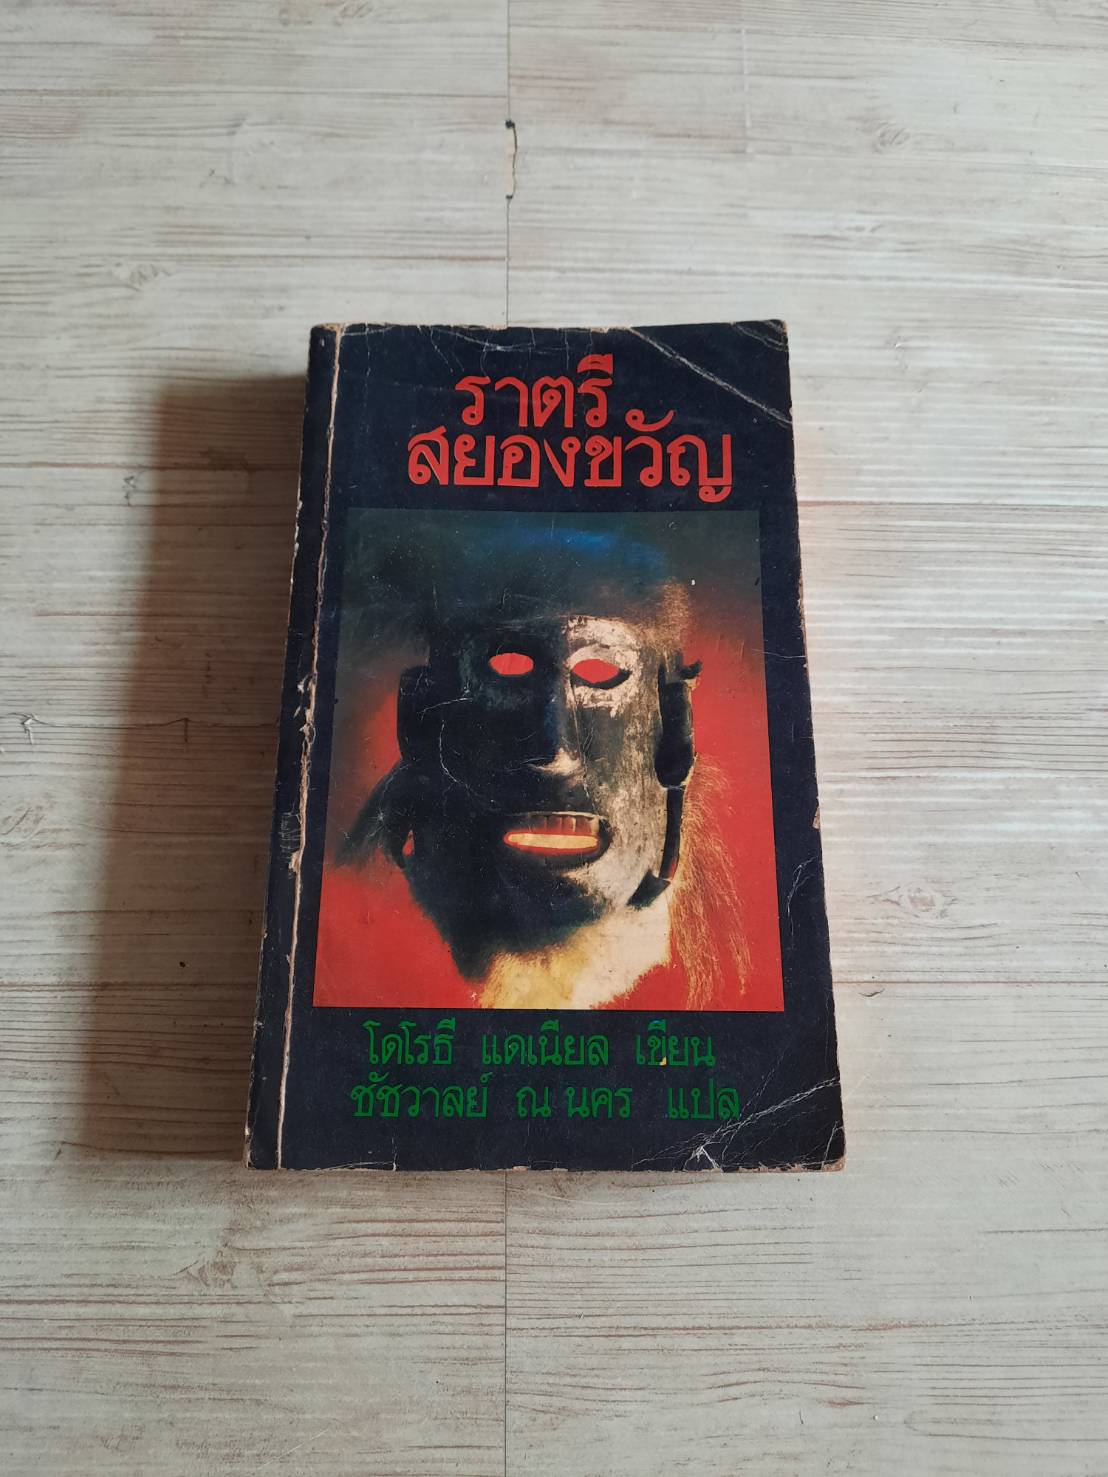 ราตรี
สยองขวัญ
โดโรธี แดเนียล เขียน
ชัชวาลย์ ณ นคร แปล